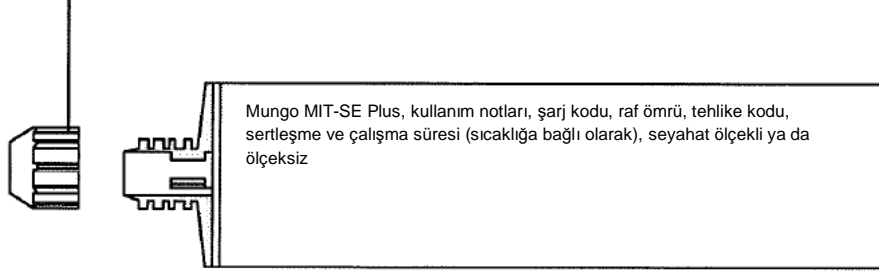 Mungo MIT-SE Plus, kullanım notları, şarj kodu, raf ömrü, tehlike kodu,
sertleşme ve çalışma süresi (sıcaklığa bağlı olarak), seyahat ölçekli ya da
ölçeksiz